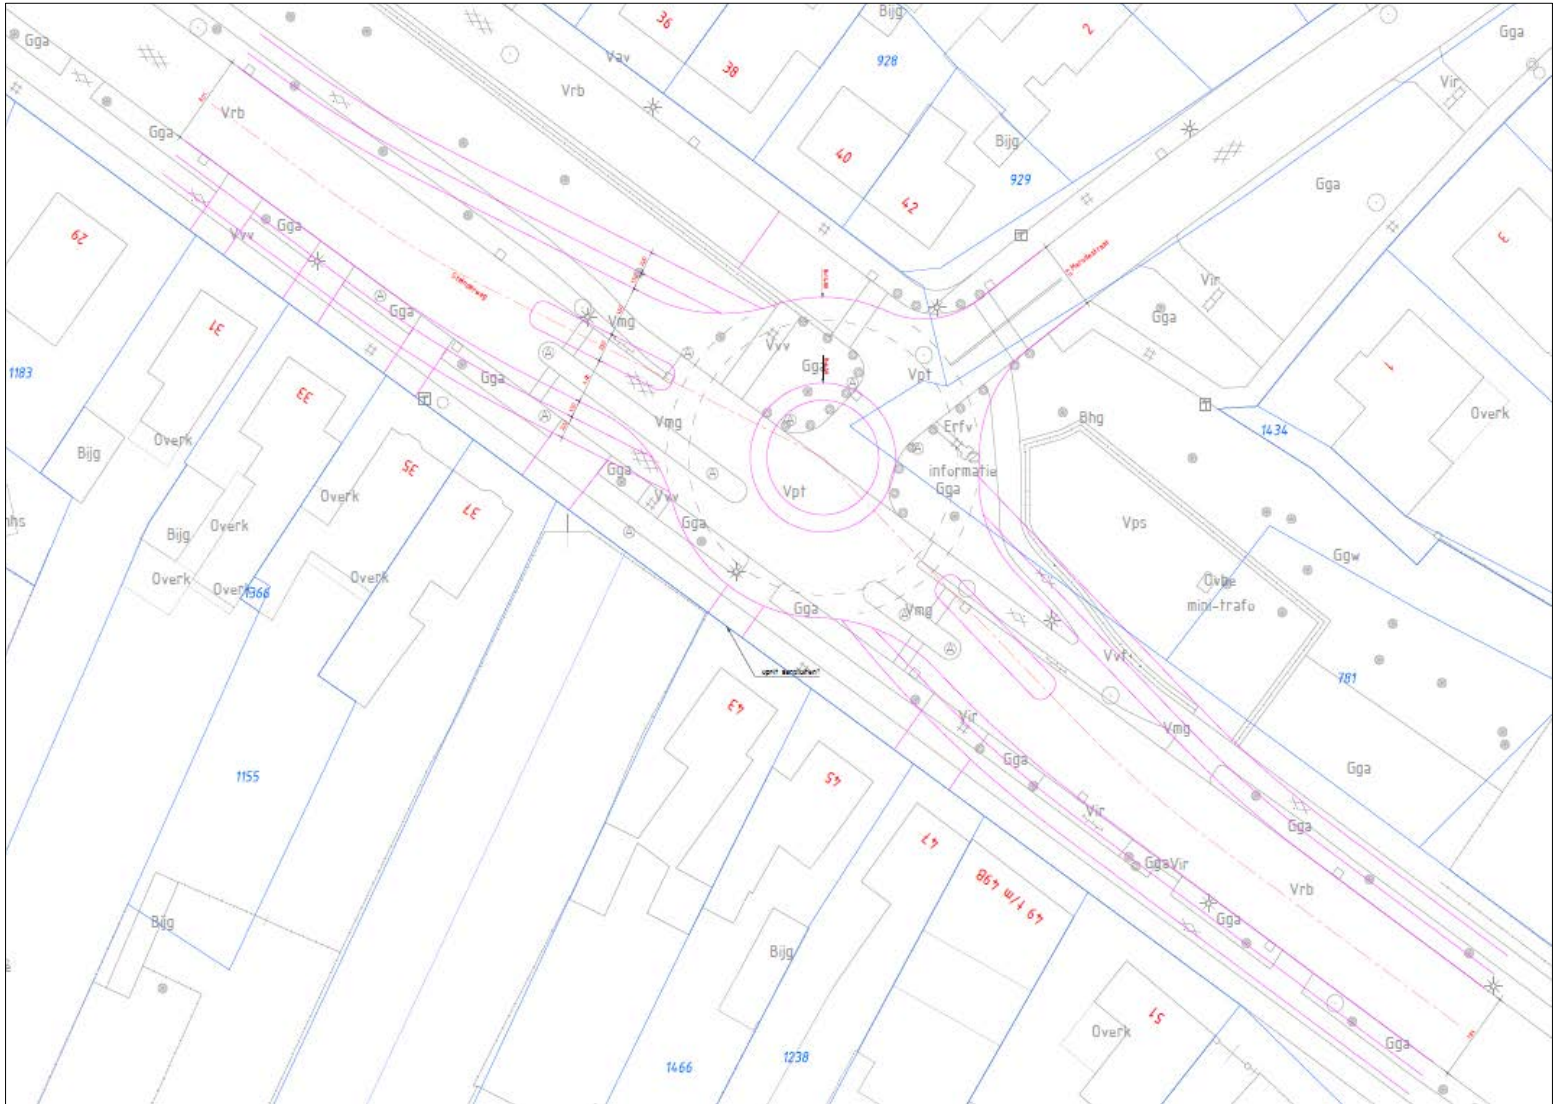 Gga
36
Vav
38
Vrb
Bijg
928
2
Gga
Vir
Vrb
Gga
40
Bijg
929
42
Gga
29
Vvv
Gga
3
Vir
Gga
31
Gga
Vmg
Vvv
Gga
Vpt
1183
33
Gga
1
Overk
Vmg
Erfv
Bhg
1434
Overk
Bijg
35
Overk
Gga
informatie
Gga
Vpt
Vvv
Gga
Vps
37
Overk
Bijg
Ggw
Overk
Overk
Overk
1366
Gga
Vmg
Ovbe
mini-trafo
Vvf
781
43
Vir
Vmg
1155
45
Gga
Gga
Vir
Gga
47
Gga
Vir
Vrb
49 t/m 49B
Gga
Bijg
Bijg
51
Overk
Gga
1466
1238